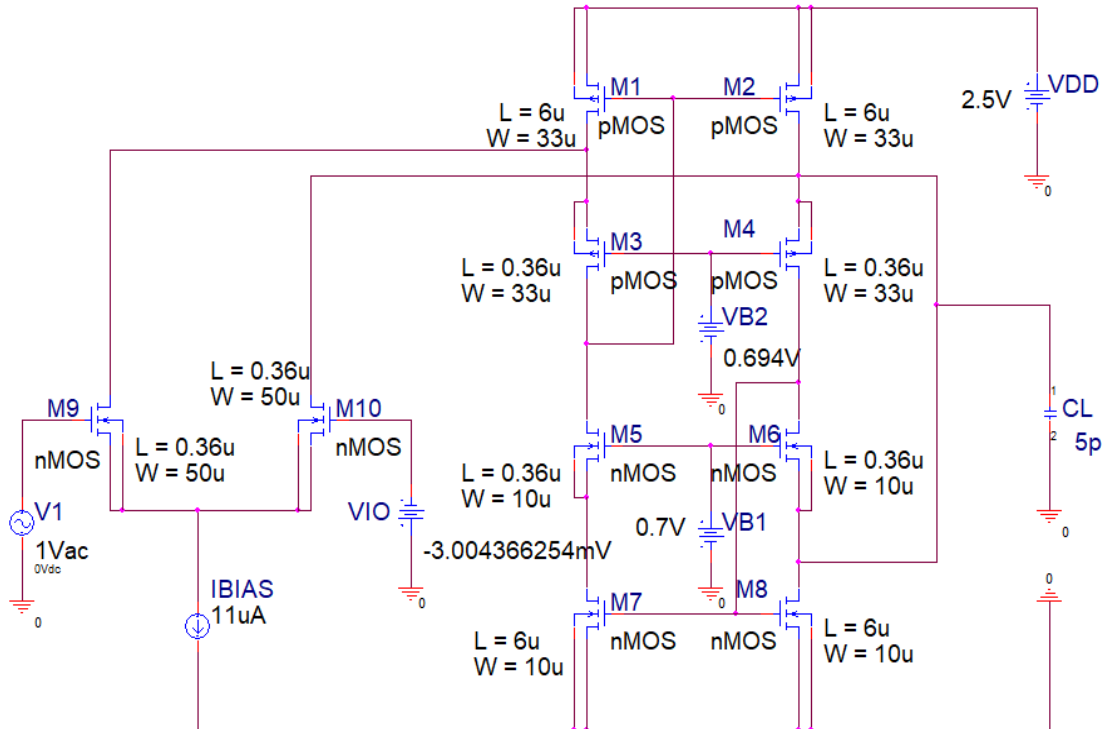 M1
M2
VDD
2.5V
L = 6u
W = 33u
pMOS
pMOS
L = 6u
W = 33u
0
M3
M4
L = 0.36u
W = 33u
pMOS
pMOS
L = 0.36u
W = 33u
VB2
0.694V
0
L = 0.36u
W = 50u
M9
M10
nMOS
L = 0.36u
W = 50u
nMOS
M5
M6
nMOS
nMOS
L = 0.36u
W = 10u
L = 0.36u
W = 10u
1
CL
2
5p
0
V1
1Vac
0Vdc
0
VIO
-3.004366254mV
0
0.7V
VB1
0
IBIAS
11uA
M7
M8
nMOS
nMOS
L = 6u
W = 10u
L = 6u
W = 10u
0